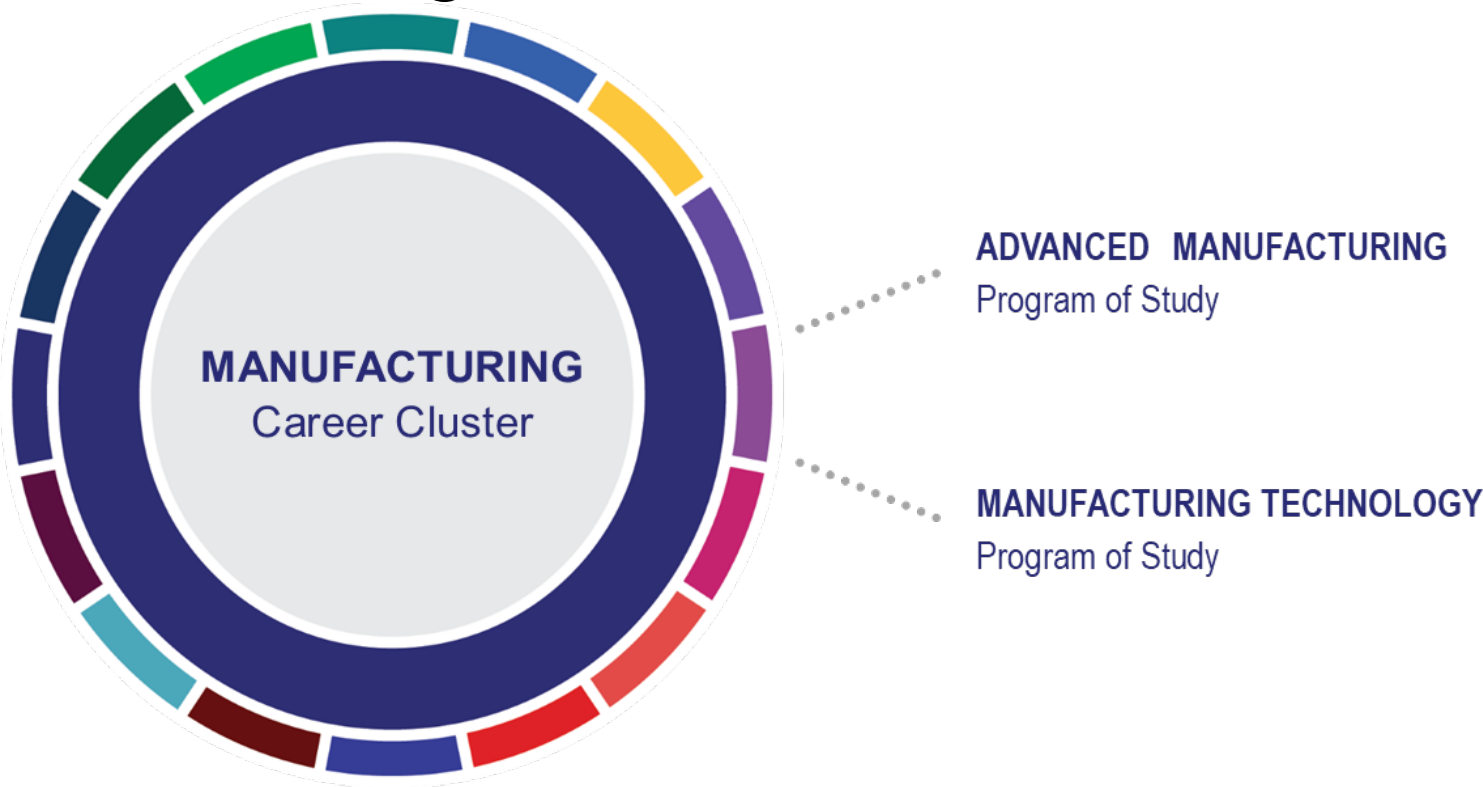 MANUFACTURING
Career Cluster
ADVANCED MANUFACTURING
Program of Study
MANUFACTURING TECHNOLOGY
Program of Study